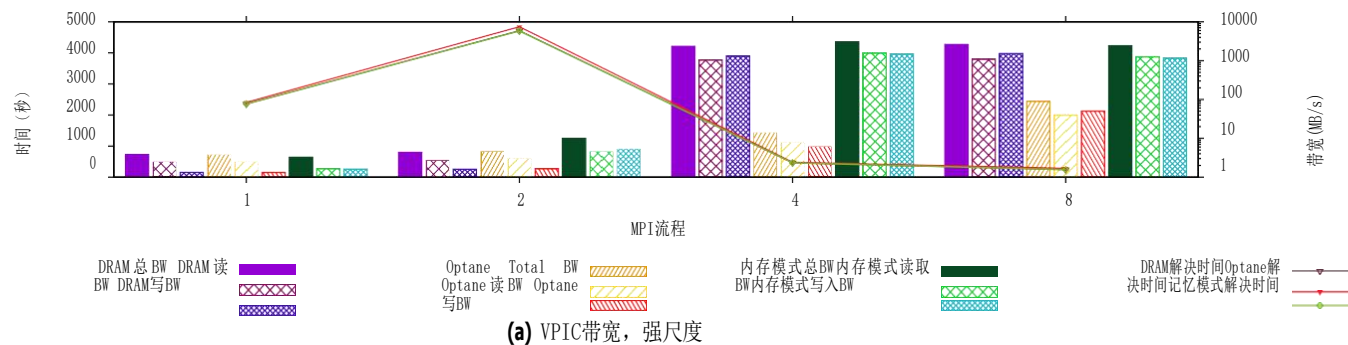 5000
4000
3000
2000
1000
0
时间（秒）
10000
1000
100
10
1
带宽(MB/s)
1 2 4 8
MPI流程
DRAM总BW DRAM读
BW DRAM写BW
Optane Total BW
Optane读BW Optane
写BW
内存模式总BW内存模式读取
BW内存模式写入BW
DRAM解决时间Optane解
决时间记忆模式解决时间
(a) VPIC带宽，强尺度